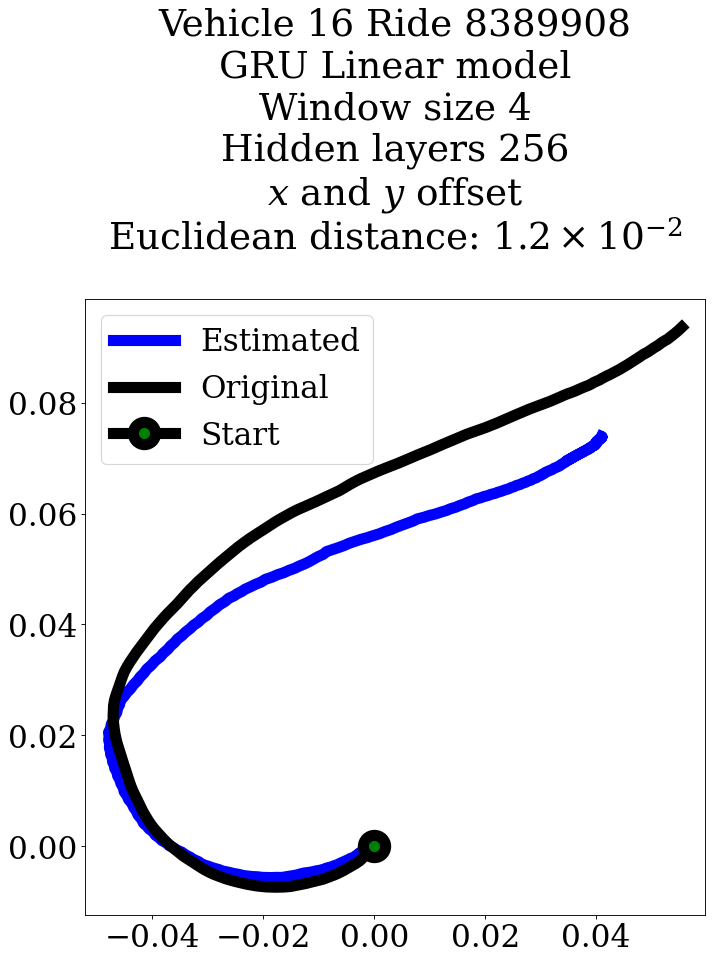 Vehicle 16 Ride 8389908
GRU Linear model
Window size 4
Hidden layers 256
x and y offset
Euclidean distance: 1.2 × 10⁻²
Estimated
Original
Start
0.08
0.06
0.04
0.02
0.00
−0.04 −0.02 0.00 0.02 0.04